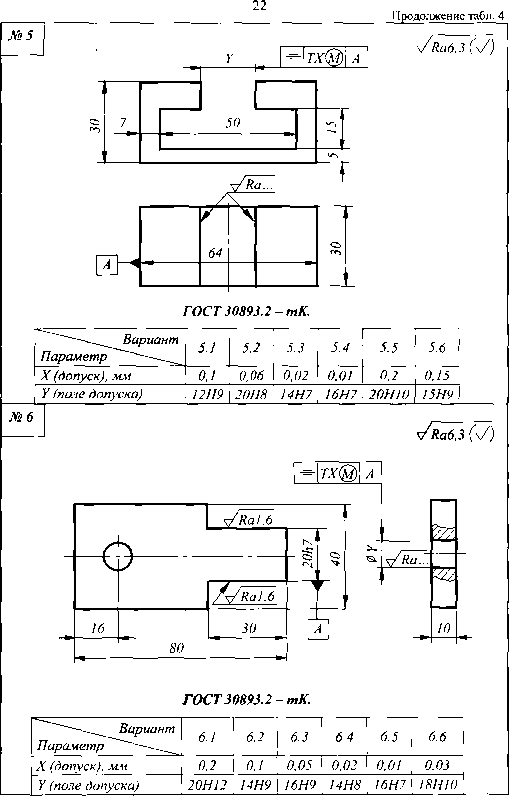 22
Продолжение табл. 4
№ 5
Y
TX Ⓜ A
√Ra6,3 (√)
30
7
50
15
5
√Ra...
64
A
30
ГОСТ 30893.2 – mK.
Вариант
Параметр
5.1 5.2 5.3 5.4 5.5 5.6
X (допуск), мм 0,1 0,06 0,02 0,01 0,2 0,15
Y (поле допуска) 12H9 20H8 14H7 16H7 20H10 15H9
№ 6
√Ra6,3 (√)
TX Ⓜ A
√Ra1,6
20h7
40
ØY
√Ra...
√Ra1,6
16
30
A
10
80
ГОСТ 30893.2 – mK.
Вариант
Параметр
6.1 6.2 6.3 6.4 6.5 6.6
X (допуск), мм 0,2 0,1 0,05 0,02 0,01 0,03
Y (поле допуска) 20H12 14H9 16H9 14H8 16H7 18H10